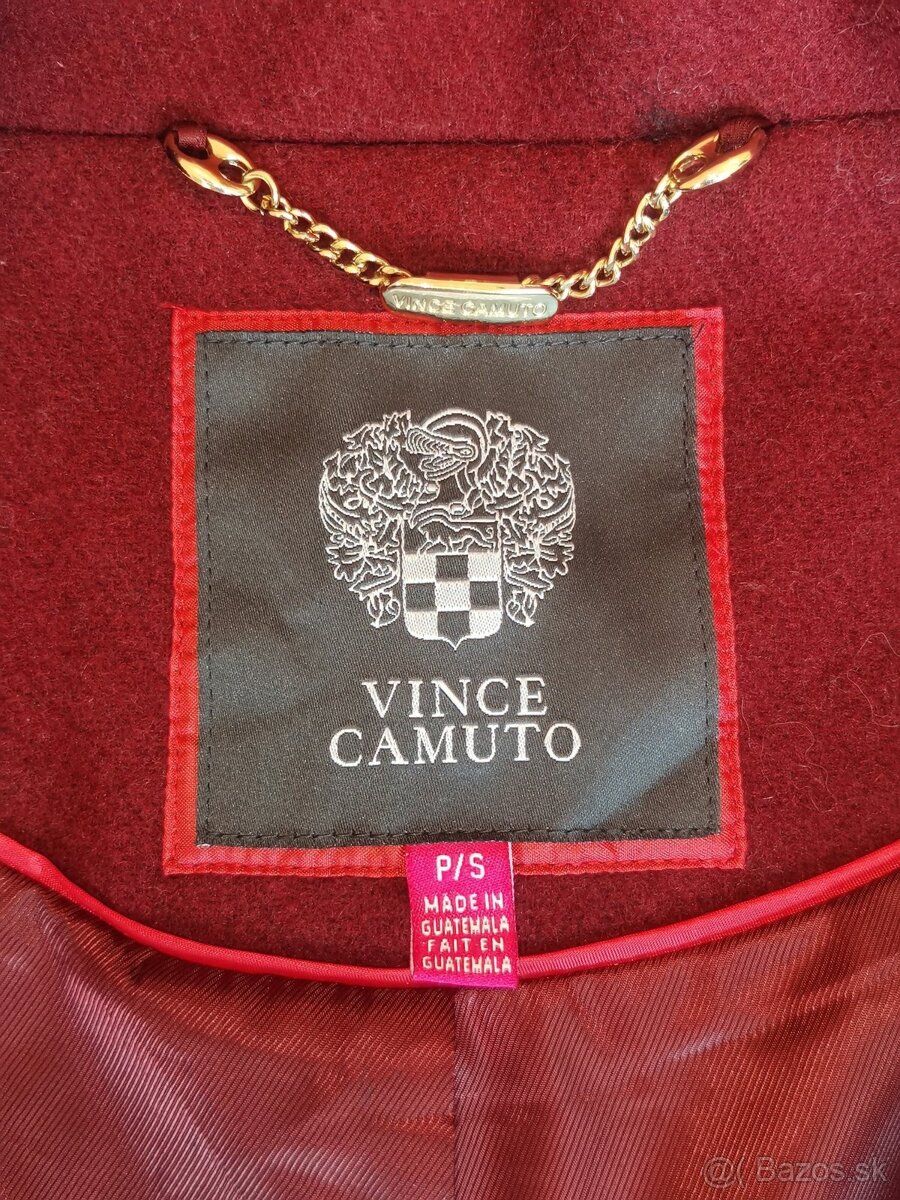 VINCE CAMUTO
VINCE
CAMUTO
P/S
MADE IN
GUATEMALA
FAIT EN
GUATEMALA
@( Bazos.sk